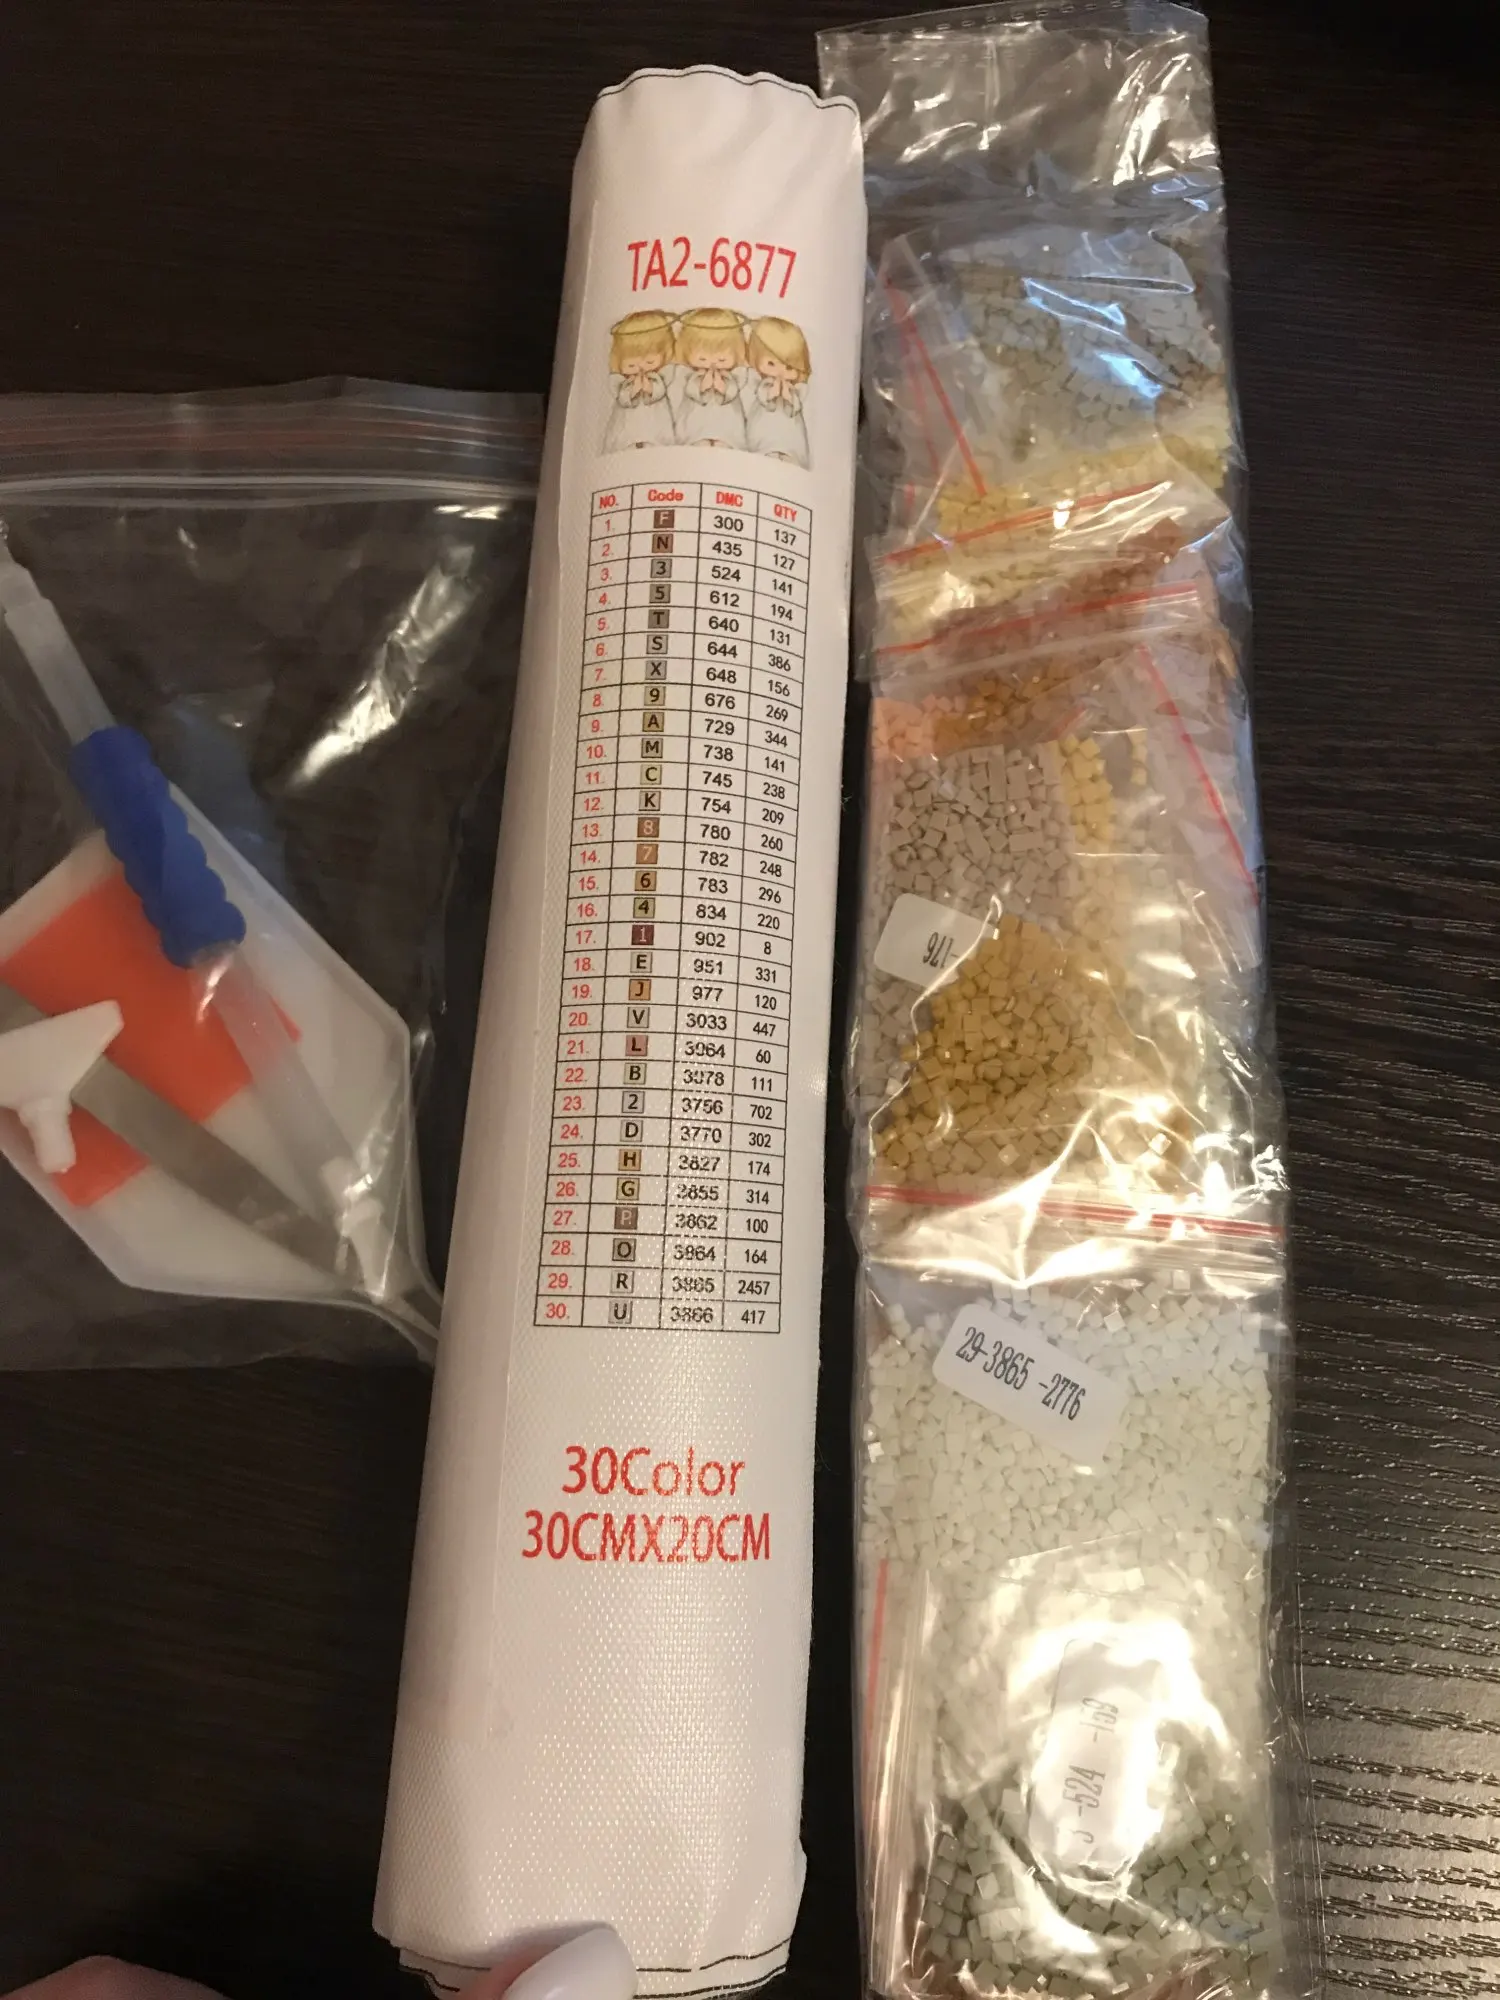 TA2-6877
NO. Code DMC QTY
1. F 300 137
2. N 435 127
3. 3 524 141
4. 5 612 194
5. T 640 131
6. S 644 386
7. X 648 156
8. 9 676 269
9. A 729 344
10. M 738 141
11. C 745 238
12. K 754 209
13. 8 780 260
14. 7 782 248
15. 6 783 296
16. 4 834 220
17. 1 902 8
18. E 951 331
19. J 977 120
20. V 3033 447
21. L 3064 60
22. B 3078 111
23. 2 3756 702
24. D 3770 302
25. H 3827 174
26. G 3855 314
27. P 3862 100
28. O 3864 164
29. R 3865 2457
30. U 3866 417
30Color
30CMX20CM
-176
29-3865 -2776
3 -524 -159